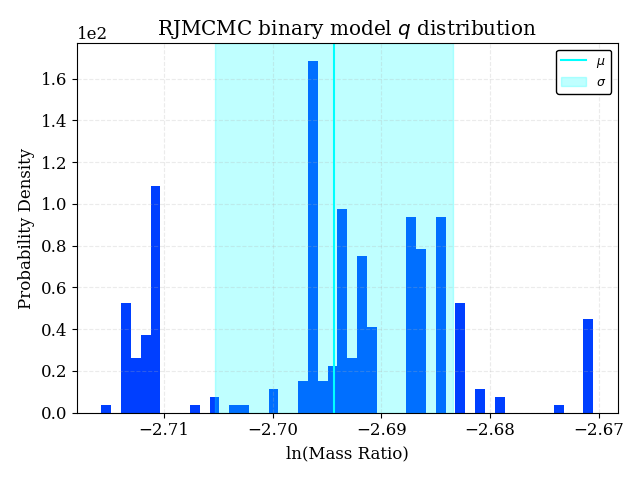 RJMCMC binary model q distribution
1e2
μ
σ
Probability Density
1.6
1.4
1.2
1.0
0.8
0.6
0.4
0.2
0.0
−2.71
−2.70
−2.69
−2.68
−2.67
ln(Mass Ratio)